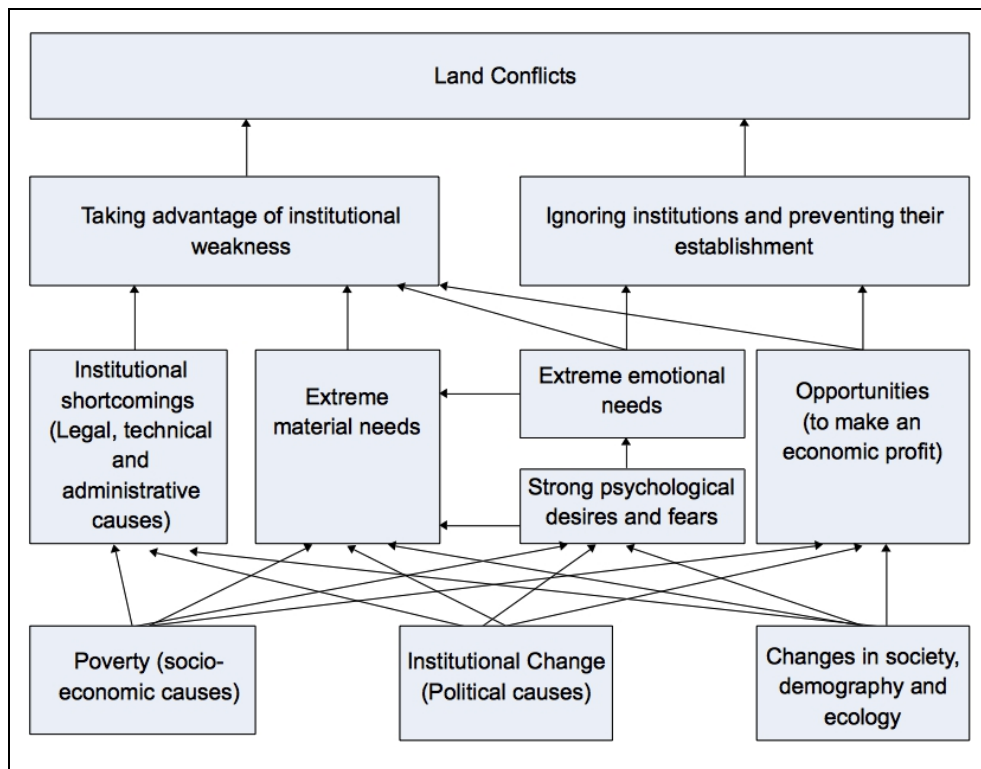 Land Conflicts
Taking advantage of institutional
weakness
Ignoring institutions and preventing their
establishment
Institutional
shortcomings
(Legal, technical
and
administrative
causes)
Extreme
material needs
Extreme emotional
needs
Strong psychological
desires and fears
Opportunities
(to make an
economic profit)
Poverty (socio-
economic causes)
Institutional Change
(Political causes)
Changes in society,
demography and
ecology